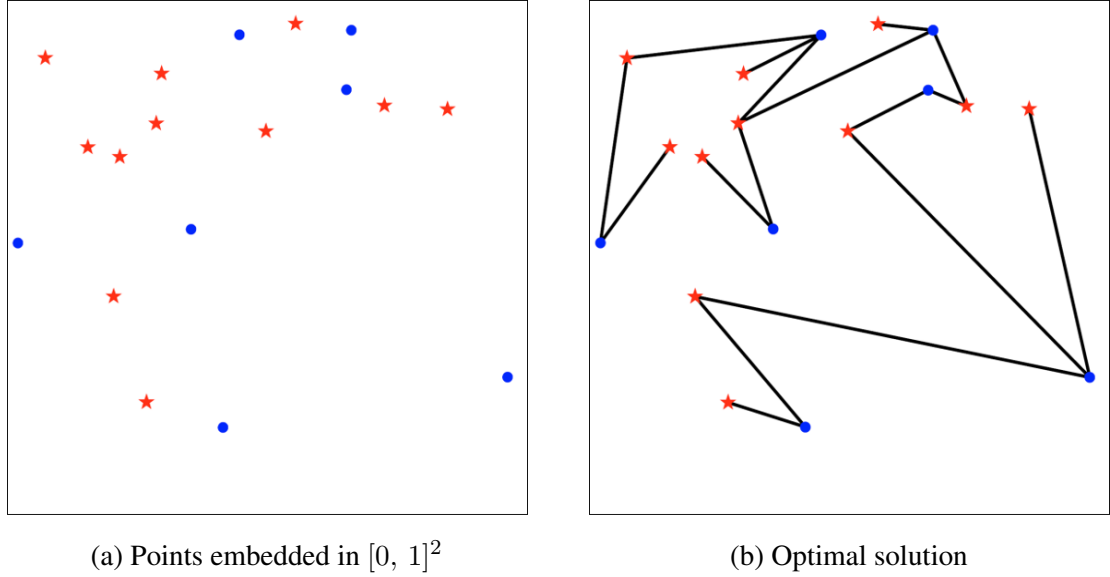 (a) Points embedded in [0, 1]²
(b) Optimal solution